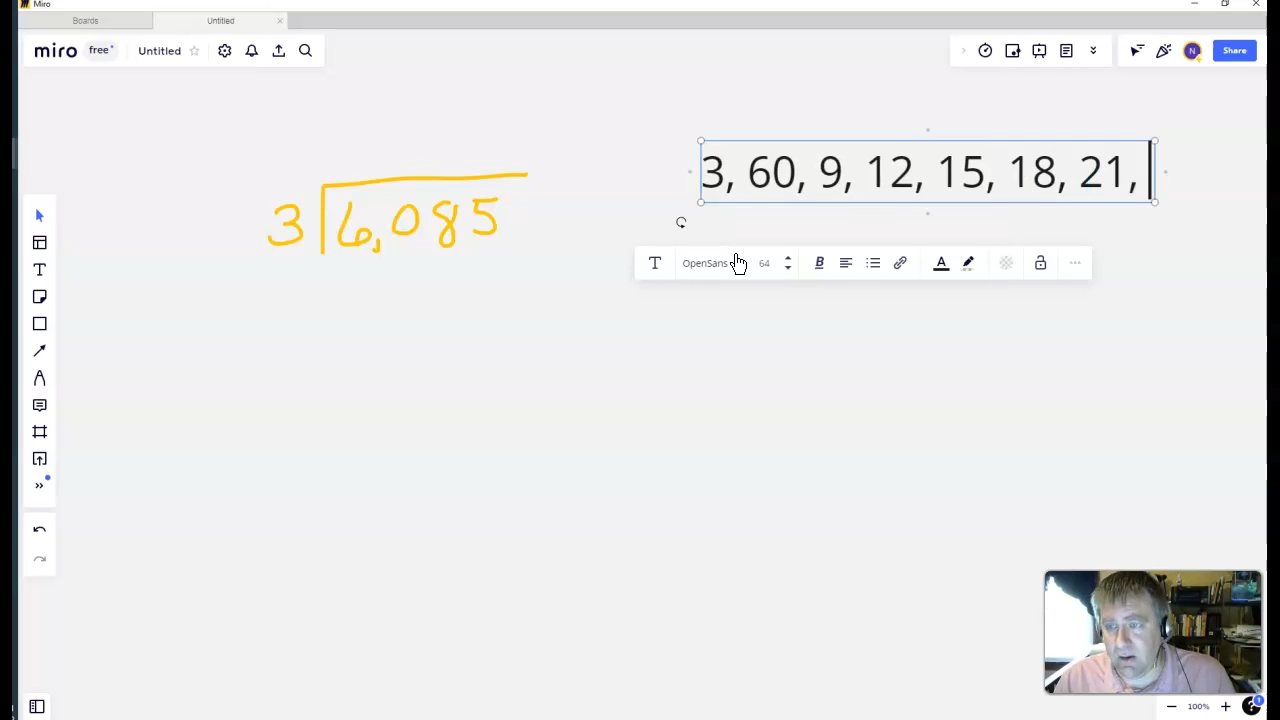 Miro
Boards
Untitled
miro free Untitled
Share
3, 60, 9, 12, 15, 18, 21,
3 6,085
OpenSans 64
100%